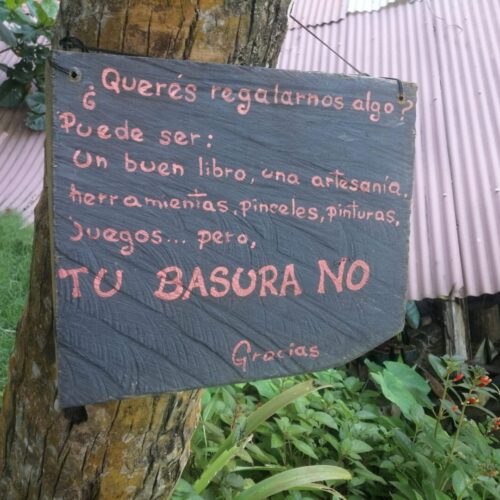 ¿Querés regalarnos algo?
Puede ser:
Un buen libro, una artesanía,
herramientas, pinceles, pinturas,
Juegos... pero,
TU BASURA NO
Gracias